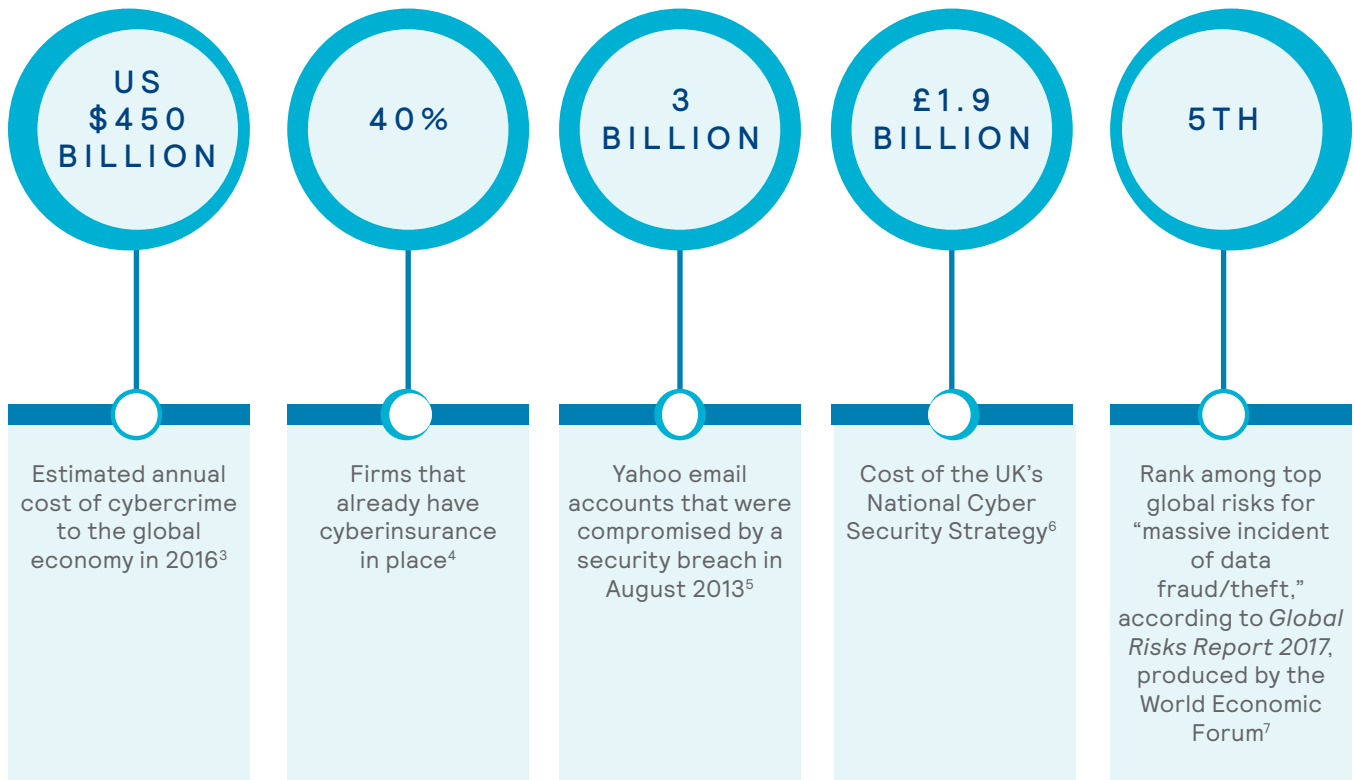 US
$450
BILLION
Estimated annual
cost of cybercrime
to the global
economy in 2016³
40%
Firms that
already have
cyberinsurance
in place⁴
3
BILLION
Yahoo email
accounts that were
compromised by a
security breach in
August 2013⁵
£1.9
BILLION
Cost of the UK's
National Cyber
Security Strategy⁶
5TH
Rank among top
global risks for
“massive incident
of data
fraud/theft,”
according to Global
Risks Report 2017,
produced by the
World Economic
Forum⁷